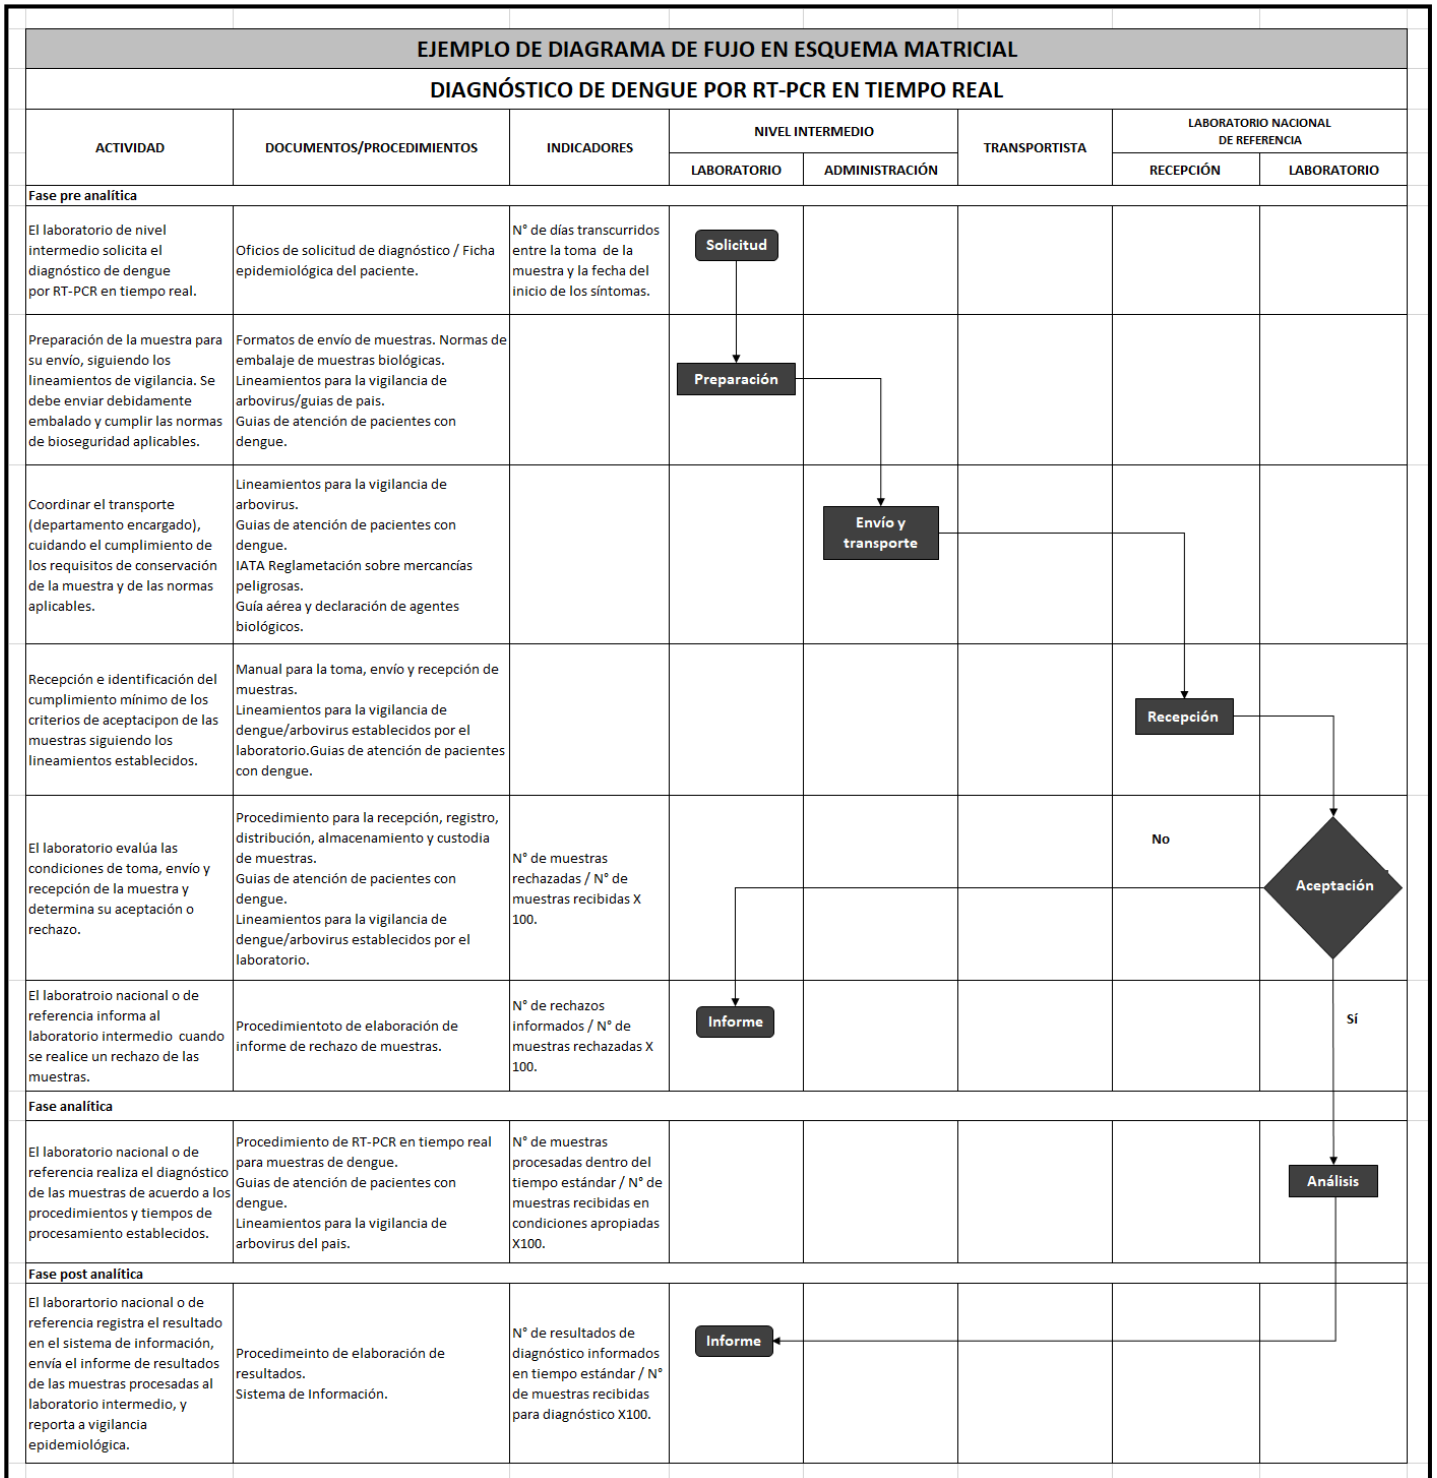 EJEMPLO DE DIAGRAMA DE FUJO EN ESQUEMA MATRICIAL
DIAGNÓSTICO DE DENGUE POR RT-PCR EN TIEMPO REAL
ACTIVIDAD
DOCUMENTOS/PROCEDIMIENTOS
INDICADORES
NIVEL INTERMEDIO
LABORATORIO
ADMINISTRACIÓN
TRANSPORTISTA
LABORATORIO NACIONAL
DE REFERENCIA
RECEPCIÓN
LABORATORIO
Fase pre analítica
El laboratorio de nivel
intermedio solicita el
diagnóstico de dengue
por RT-PCR en tiempo real.
Oficios de solicitud de diagnóstico / Ficha
epidemiológica del paciente.
N° de días transcurridos
entre la toma de la
muestra y la fecha del
inicio de los síntomas.
Solicitud
Preparación de la muestra para
su envío, siguiendo los
lineamientos de vigilancia. Se
debe enviar debidamente
embalado y cumplir las normas
de bioseguridad aplicables.
Formatos de envío de muestras. Normas de
embalaje de muestras biológicas.
Lineamientos para la vigilancia de
arbovirus/guias de pais.
Guias de atención de pacientes con
dengue.
Preparación
Coordinar el transporte
(departamento encargado),
cuidando el cumplimiento de
los requisitos de conservación
de la muestra y de las normas
aplicables.
Lineamientos para la vigilancia de
arbovirus.
Guias de atención de pacientes con
dengue.
IATA Reglametación sobre mercancías
peligrosas.
Guía aérea y declaración de agentes
biológicos.
Envío y
transporte
Recepción e identificación del
cumplimiento mínimo de los
criterios de aceptacipon de las
muestras siguiendo los
lineamientos establecidos.
Manual para la toma, envío y recepción de
muestras.
Lineamientos para la vigilancia de
dengue/arbovirus establecidos por el
laboratorio.Guias de atención de pacientes
con dengue.
Recepción
El laboratorio evalúa las
condiciones de toma, envío y
recepción de la muestra y
determina su aceptación o
rechazo.
Procedimiento para la recepción, registro,
distribución, almacenamiento y custodia
de muestras.
Guias de atención de pacientes con
dengue.
Lineamientos para la vigilancia de
dengue/arbovirus establecidos por el
laboratorio.
N° de muestras
rechazadas / N° de
muestras recibidas X
100.
No
Aceptación
El laboratroio nacional o de
referencia informa al
laboratorio intermedio cuando
se realice un rechazo de las
muestras.
Procedimientoto de elaboración de
informe de rechazo de muestras.
N° de rechazos
informados / N° de
muestras rechazadas X
100.
Informe
Sí
Fase analítica
El laboratorio nacional o de
referencia realiza el diagnóstico
de las muestras de acuerdo a los
procedimientos y tiempos de
procesamiento establecidos.
Procedimiento de RT-PCR en tiempo real
para muestras de dengue.
Guias de atención de pacientes con
dengue.
Lineamientos para la vigilancia de
arbovirus del pais.
N° de muestras
procesadas dentro del
tiempo estándar / N° de
muestras recibidas en
condiciones apropiadas
X100.
Análisis
Fase post analítica
El laborartorio nacional o de
referencia registra el resultado
en el sistema de información,
envía el informe de resultados
de las muestras procesadas al
laboratorio intermedio, y
reporta a vigilancia
epidemiológica.
Procedimeinto de elaboración de
resultados.
Sistema de Información.
N° de resultados de
diagnóstico informados
en tiempo estándar / N°
de muestras recibidas
para diagnóstico X100.
Informe